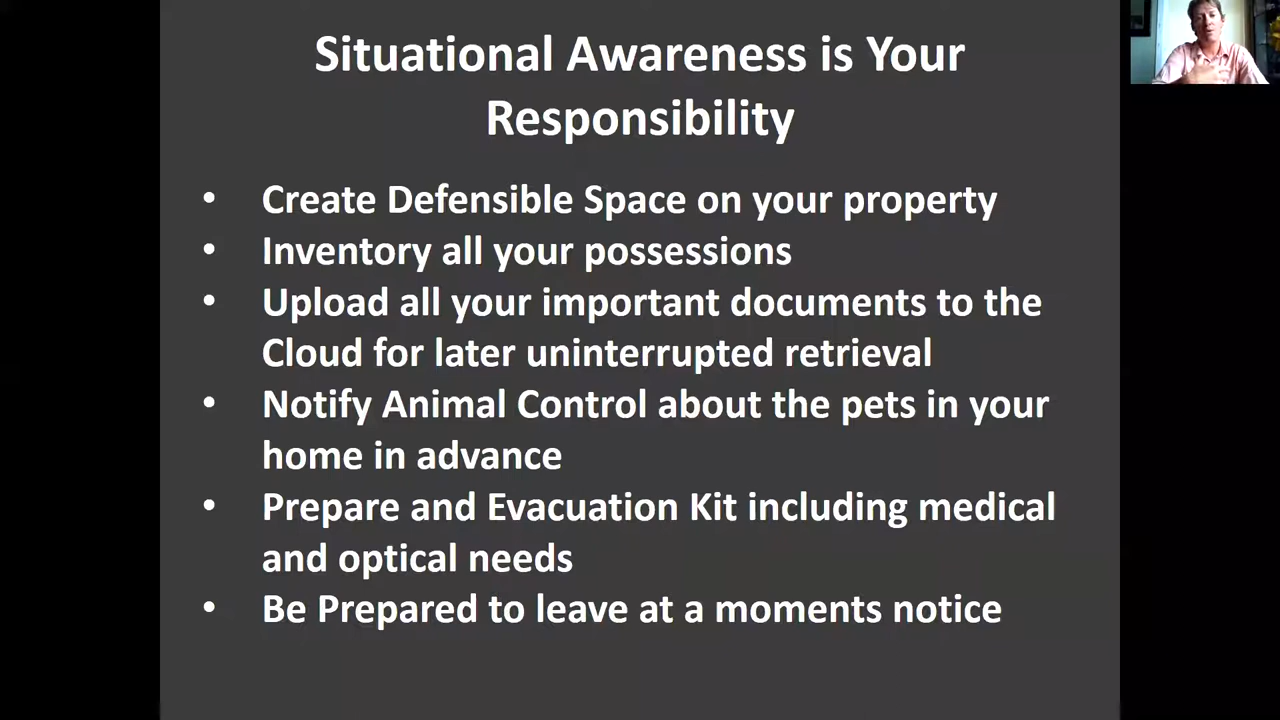 Situational Awareness is Your
Responsibility
• Create Defensible Space on your property
• Inventory all your possessions
• Upload all your important documents to the
Cloud for later uninterrupted retrieval
• Notify Animal Control about the pets in your
home in advance
• Prepare and Evacuation Kit including medical
and optical needs
• Be Prepared to leave at a moments notice